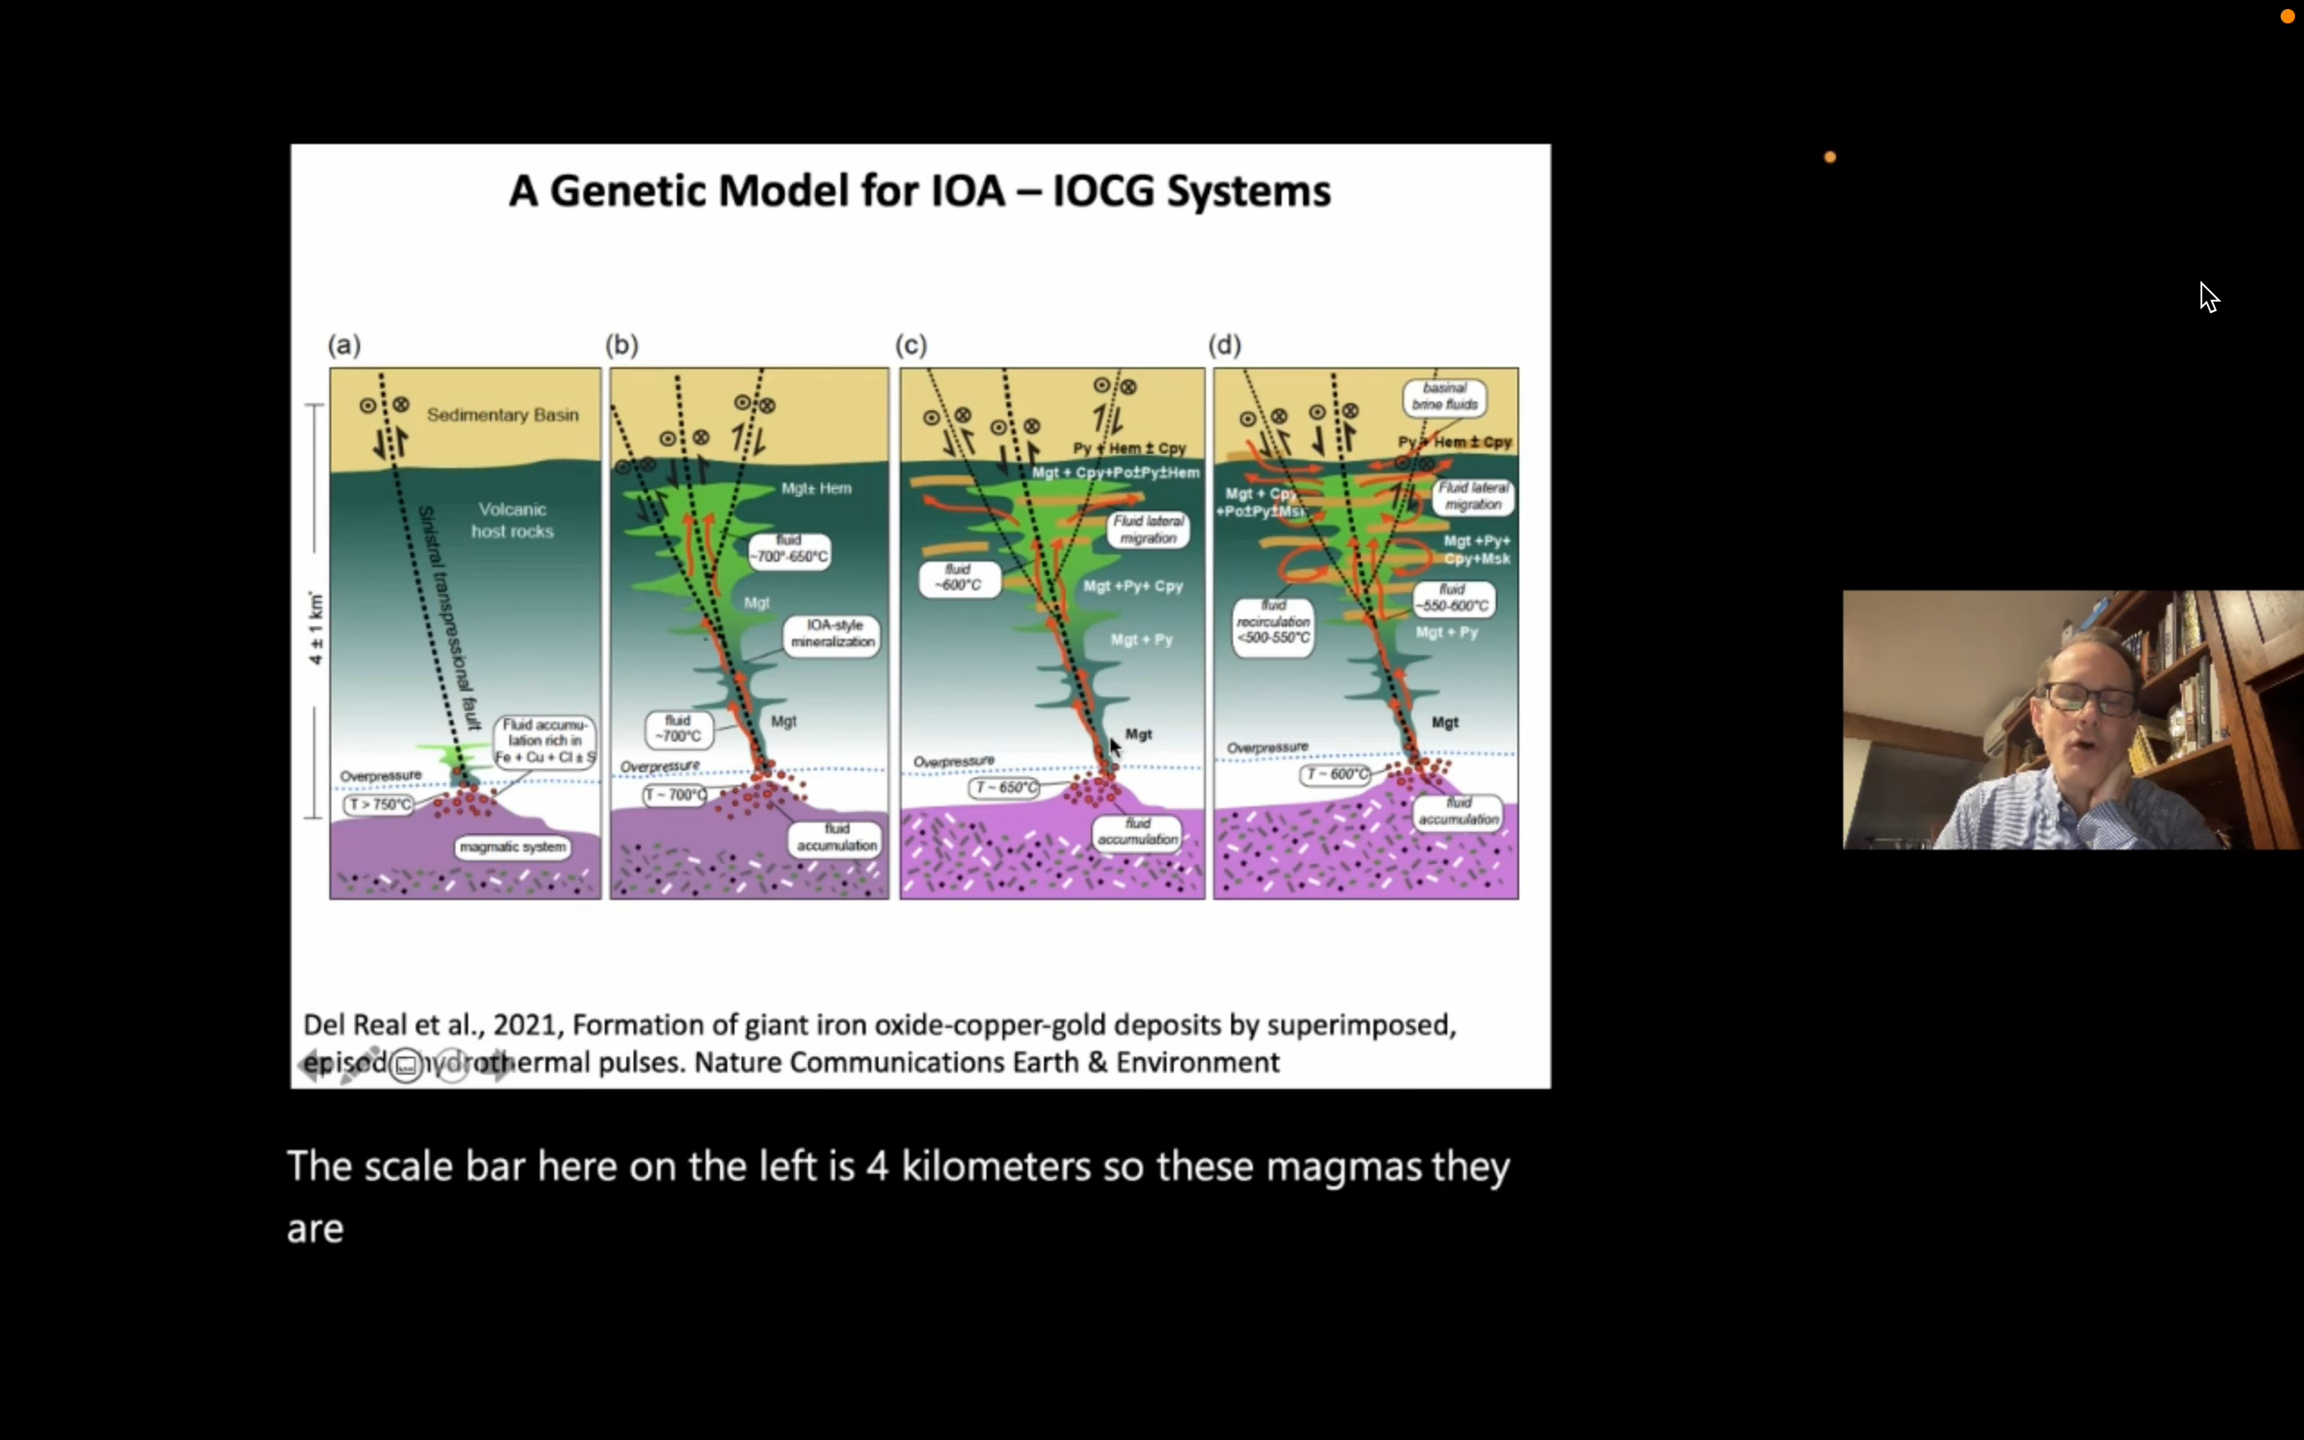 A Genetic Model for IOA – IOCG Systems
(a)
Sedimentary Basin
Volcanic
host rocks
Sinistral transpressional fault
4 ± 1 km*
Fluid accumu-
lation rich in
Fe + Cu + Cl ± S
Overpressure
T > 750°C
magmatic system
(b)
Mgt± Hem
fluid
~700°-650°C
Mgt
IOA-style
mineralization
fluid
~700°C
Mgt
Overpressure
T ~ 700°C
fluid
accumulation
(c)
Py + Hem ± Cpy
Mgt + Cpy+Po±Py±Hem
Fluid lateral
migration
fluid
~600°C
Mgt +Py+ Cpy
Mgt + Py
Mgt
Overpressure
T ~ 650°C
fluid
accumulation
(d)
basinal
brine fluids
Py + Hem ± Cpy
Mgt + Cpy
+Po±Py±Msk
Fluid lateral
migration
Mgt +Py+
Cpy+Msk
fluid
~550-600°C
fluid
recirculation
<500-550°C
Mgt + Py
Mgt
Overpressure
T ~ 600°C
fluid
accumulation
Del Real et al., 2021, Formation of giant iron oxide-copper-gold deposits by superimposed,
hydrothermal pulses. Nature Communications Earth & Environment
The scale bar here on the left is 4 kilometers so these magmas they
are